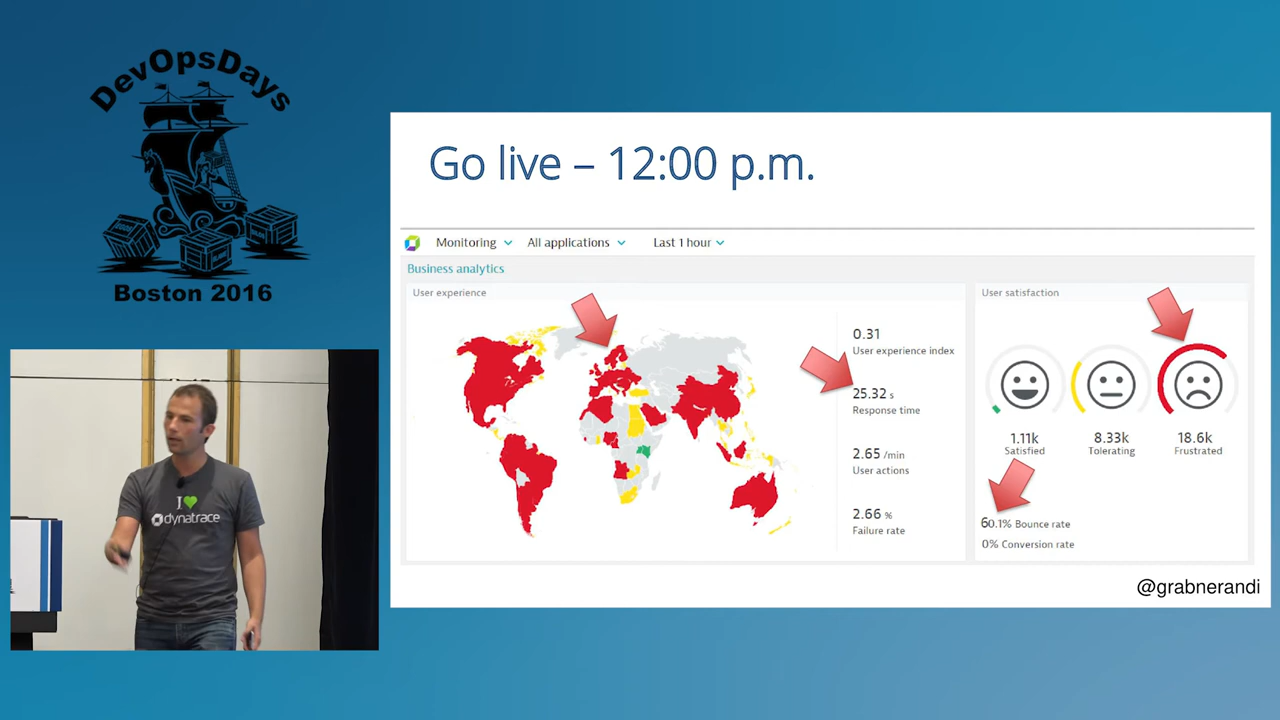 DevOpsDays
Boston 2016
I
dynatrace
Go live – 12:00 p.m.
Monitoring All applications Last 1 hour
Business analytics
User experience
0.31
User experience index
25.32 s
Response time
2.65 /min
User actions
2.66 %
Failure rate
User satisfaction
1.11k
Satisfied
8.33k
Tolerating
18.6k
Frustrated
60.1% Bounce rate
0% Conversion rate
@grabnerandi